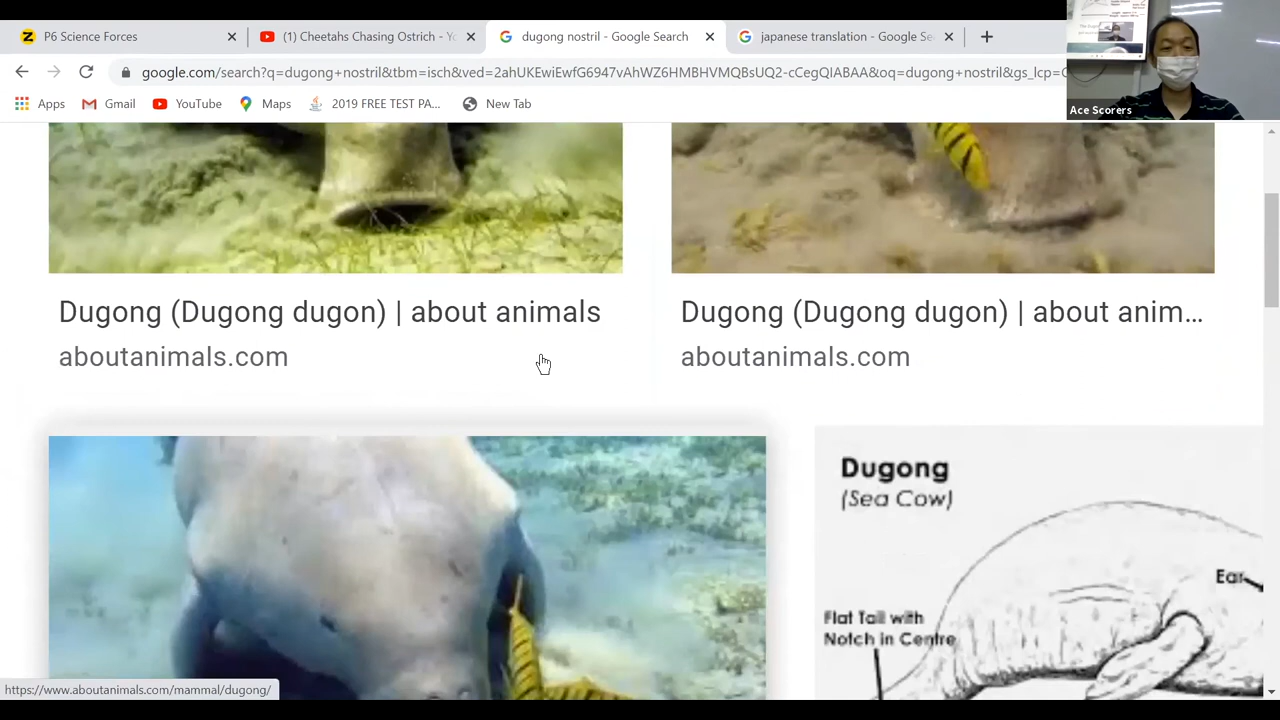 P6 Science Forces
(1) Cheendi Chee
dugong nostril - Google Search
japanese translation - Google Se
google.com/search?q=dugong+nostril&tbm=isch&ved=2ahUKEwiEwfG6947vAhWZ6HMBHVMQBsUQ2-cCegQIABAA&oq=dugong+nostril&gs_lcp=
Apps
Gmail
YouTube
Maps
2019 FREE TEST PA...
New Tab
Ace Scorers
Dugong (Dugong dugon) | about animals
aboutanimals.com
Dugong (Dugong dugon) | about anim...
aboutanimals.com
Dugong
(Sea Cow)
Ear
Flat Tail with
Notch in Centre
https://www.aboutanimals.com/mammal/dugong/